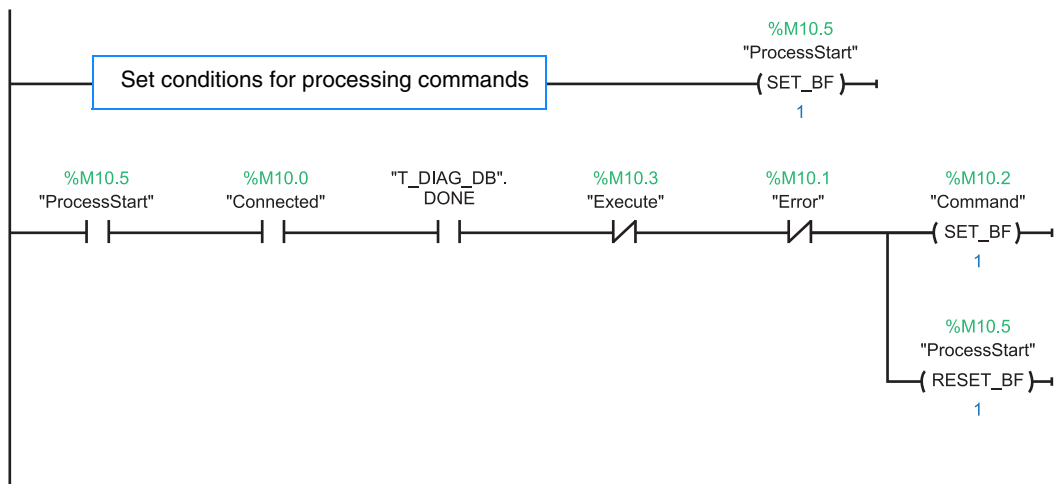 %M10.5
"ProcessStart"
Set conditions for processing commands
SET_BF
1
%M10.5
"ProcessStart"
%M10.0
"Connected"
"T_DIAG_DB".
DONE
%M10.3
"Execute"
%M10.1
"Error"
%M10.2
"Command"
SET_BF
1
%M10.5
"ProcessStart"
RESET_BF
1